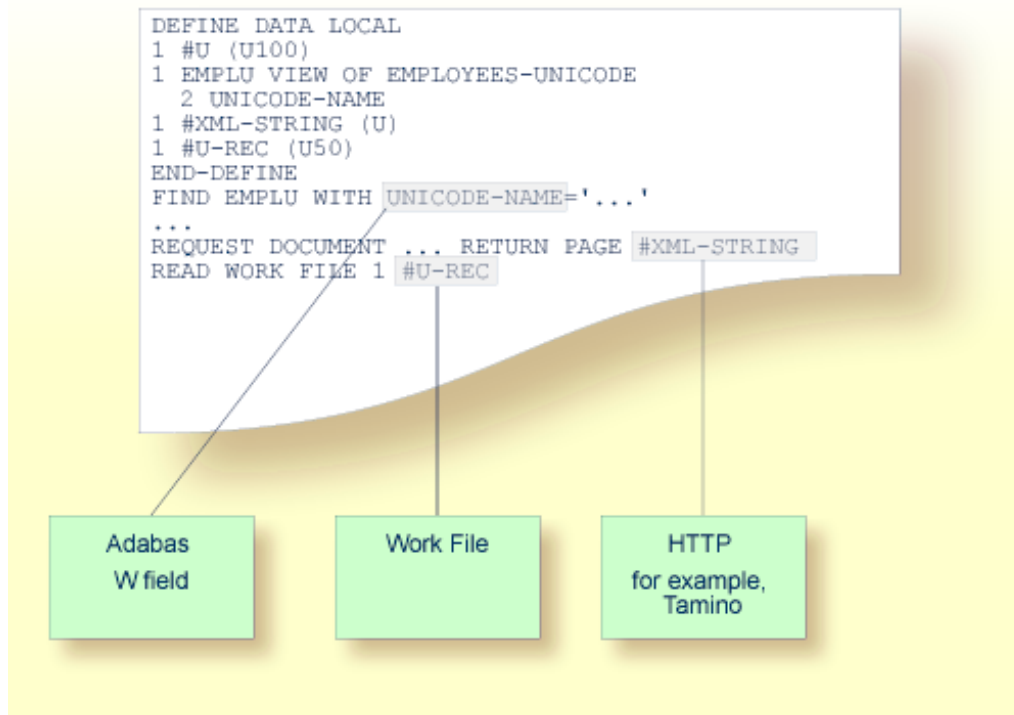 DEFINE DATA LOCAL
1 #U (U100)
1 EMPLU VIEW OF EMPLOYEES-UNICODE
2 UNICODE-NAME
1 #XML-STRING (U)
1 #U-REC (U50)
END-DEFINE
FIND EMPLU WITH UNICODE-NAME='...'
...
REQUEST DOCUMENT ... RETURN PAGE #XML-STRING
READ WORK FILE 1 #U-REC
Adabas
W field
Work File
HTTP
for example,
Tamino